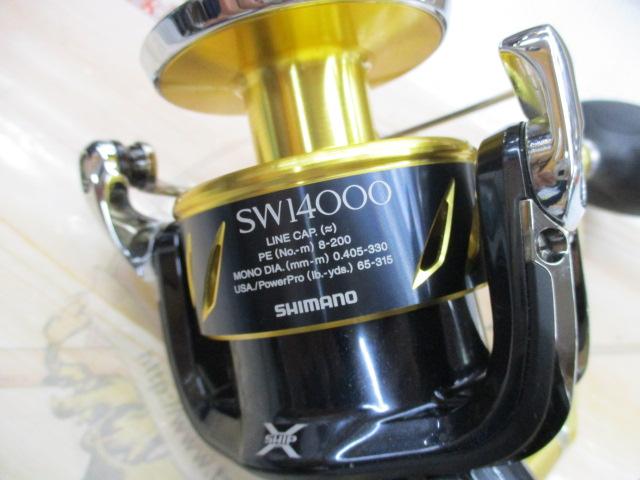 SW14000
LINE CAP.(≈)
PE (No.-m) 8-200
MONO DIA.(mm-m) 0.405-330
USA./PowerPro (lb.-yds.) 65-315
SHIMANO
X
SHIP